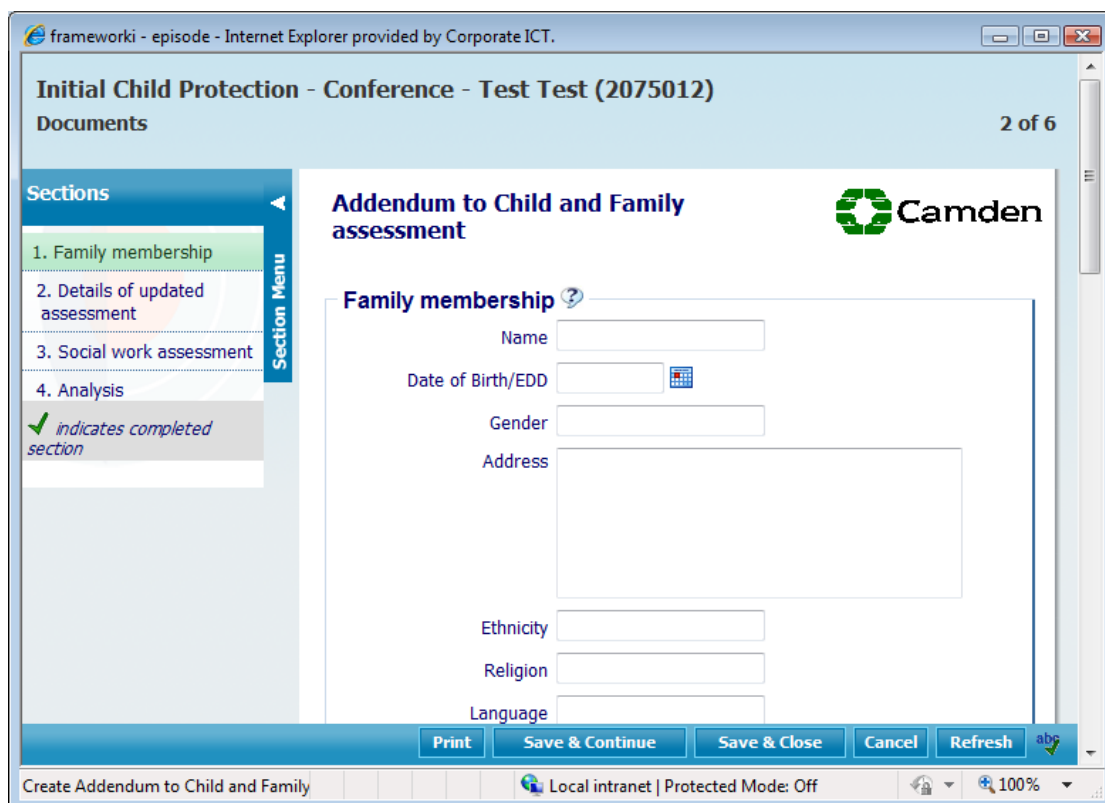 frameworki - episode - Internet Explorer provided by Corporate ICT.
Initial Child Protection - Conference - Test Test (2075012)
Documents
2 of 6
Sections
Section Menu
1. Family membership
2. Details of updated
assessment
3. Social work assessment
4. Analysis
indicates completed
section
Addendum to Child and Family
assessment
Camden
Family membership
Name
Date of Birth/EDD
Gender
Address
Ethnicity
Religion
Language
Print
Save & Continue
Save & Close
Cancel
Refresh
abc
Create Addendum to Child and Family
Local intranet | Protected Mode: Off
100%